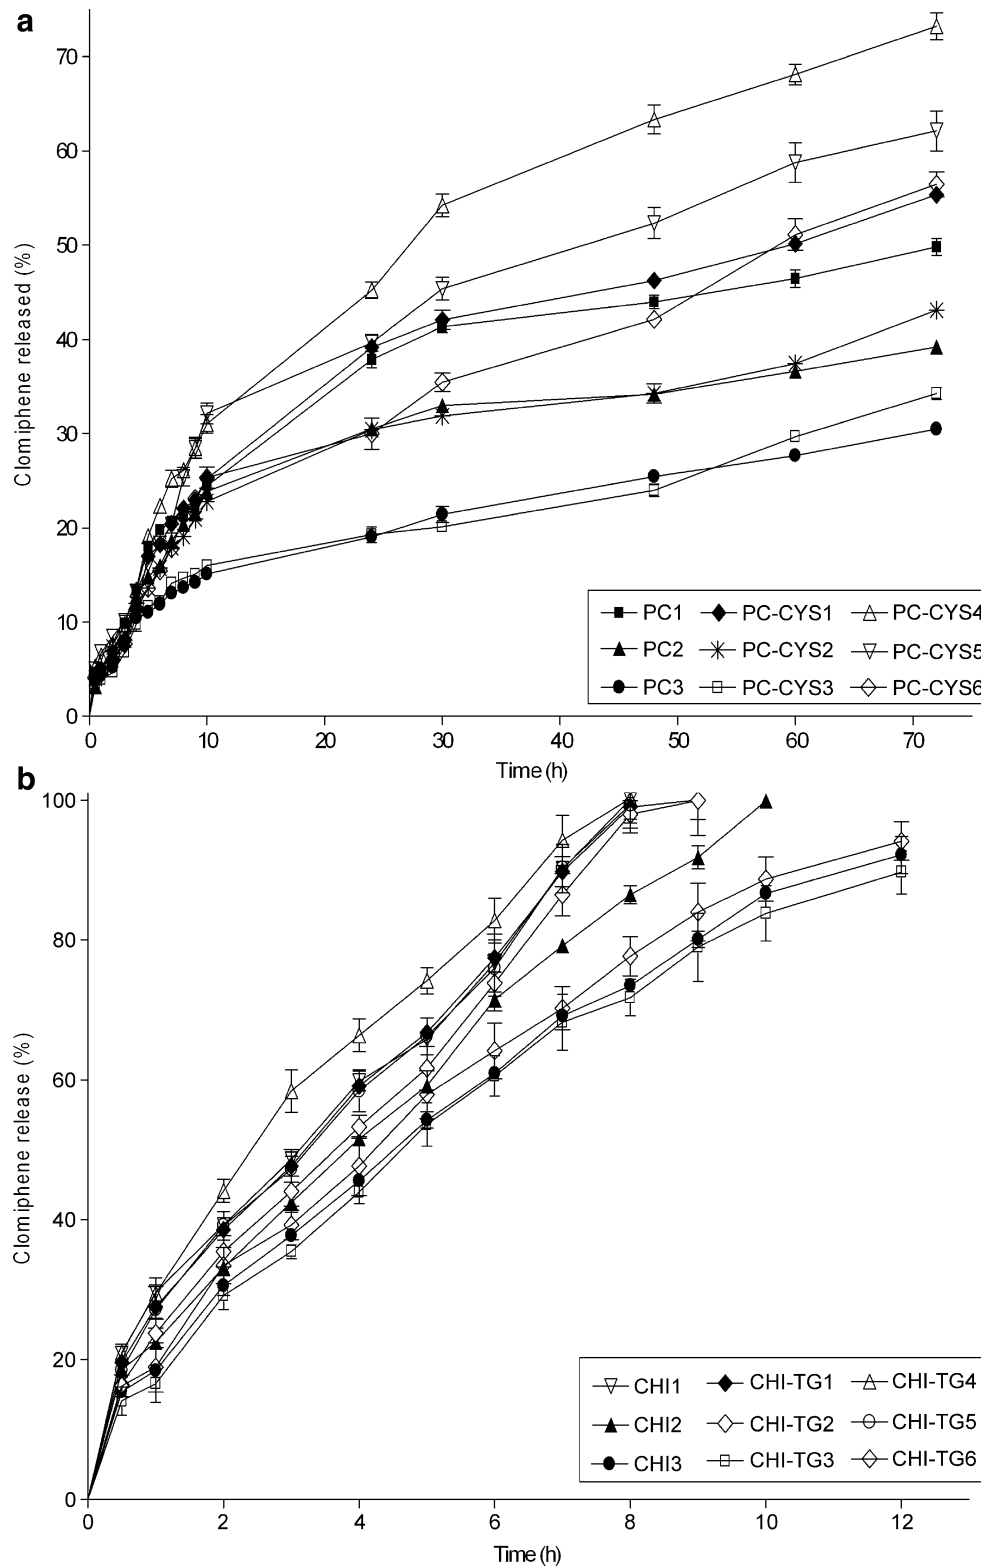 a
70
60
50
40
30
20
10
0
Clomiphene released (%)
0 10 20 30 40 50 60 70
Time (h)
PC1 PC-CYS1 PC-CYS4
PC2 PC-CYS2 PC-CYS5
PC3 PC-CYS3 PC-CYS6
b
100
80
60
40
20
0
Clomiphene release (%)
0 2 4 6 8 10 12
Time (h)
CHI1 CHI-TG1 CHI-TG4
CHI2 CHI-TG2 CHI-TG5
CHI3 CHI-TG3 CHI-TG6